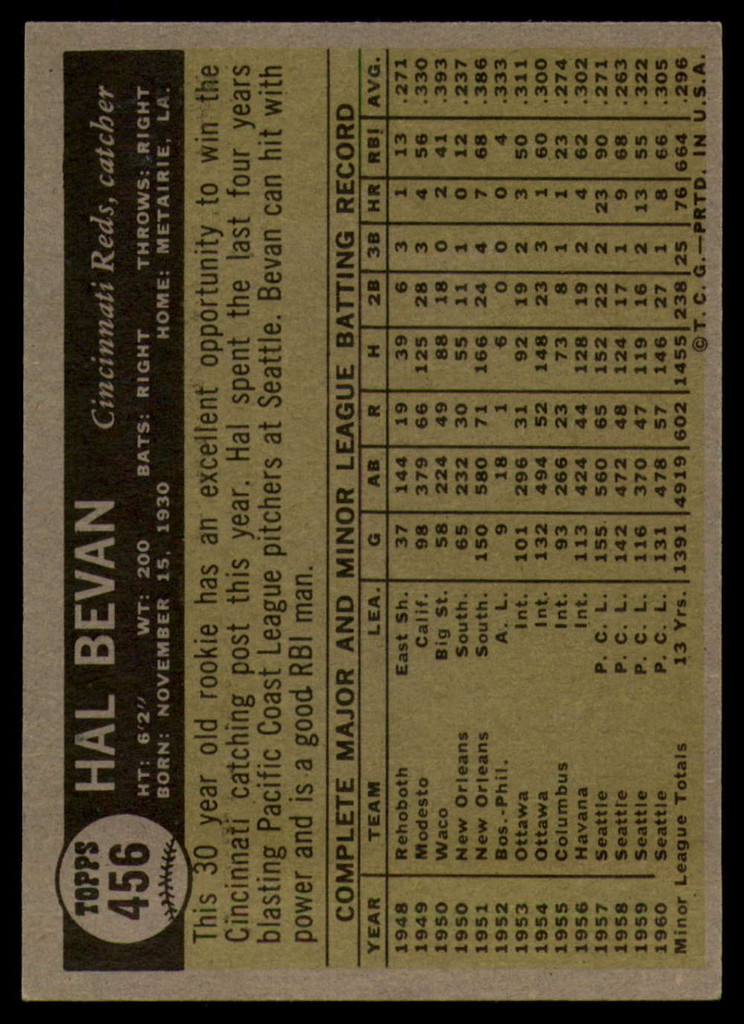 TOPPS
456
HAL BEVAN Cincinnati Reds, catcher
HT: 6'2" WT: 200 BATS: RIGHT THROWS: RIGHT
BORN: NOVEMBER 15, 1930 HOME: METAIRIE, LA.
This 30 year old rookie has an excellent opportunity to win the
Cincinnati catching post this year. Hal spent the last four years
blasting Pacific Coast League pitchers at Seattle. Bevan can hit with
power and is a good RBI man.
COMPLETE MAJOR AND MINOR LEAGUE BATTING RECORD
YEAR TEAM LEA. G AB R H 2B 3B HR RBI AVG.
1948 Rehoboth East Sh. 37 144 19 39 6 3 1 13 .271
1949 Modesto Calif. 98 379 66 125 28 3 4 56 .330
1950 Waco Big St. 58 224 49 88 18 0 2 41 .393
1950 New Orleans South. 65 232 30 55 11 1 0 12 .237
1951 New Orleans South. 150 580 71 166 24 4 7 68 .386
1952 Bos.-Phil. A. L. 9 18 1 6 0 0 0 4 .333
1953 Ottawa Int. 101 296 31 92 19 2 3 50 .311
1954 Ottawa Int. 132 494 52 148 23 3 1 60 .300
1955 Columbus Int. 93 266 23 73 8 1 1 23 .274
1956 Havana Int. 113 424 44 128 19 2 4 62 .302
1957 Seattle P. C. L. 155 560 65 152 22 2 23 90 .271
1958 Seattle P. C. L. 142 472 48 124 17 1 9 68 .263
1959 Seattle P. C. L. 116 370 47 119 16 2 13 55 .322
1960 Seattle P. C. L. 131 478 57 146 27 1 8 66 .305
Minor League Totals 13 Yrs. 1391 4919 602 1455 238 25 76 664 .296
©T. C. G.—PRTD. IN U.S.A.